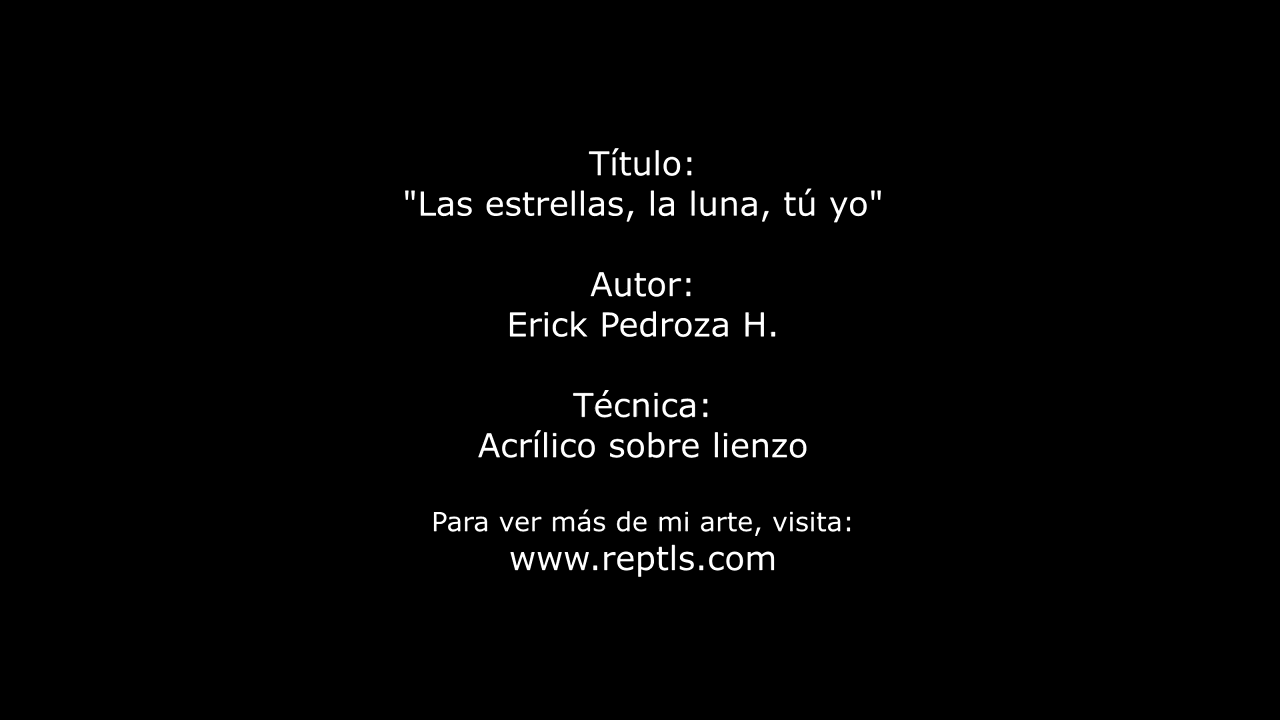 Título:
"Las estrellas, la luna, tú yo"
Autor:
Erick Pedroza H.
Técnica:
Acrílico sobre lienzo
Para ver más de mi arte, visita:
www.reptls.com